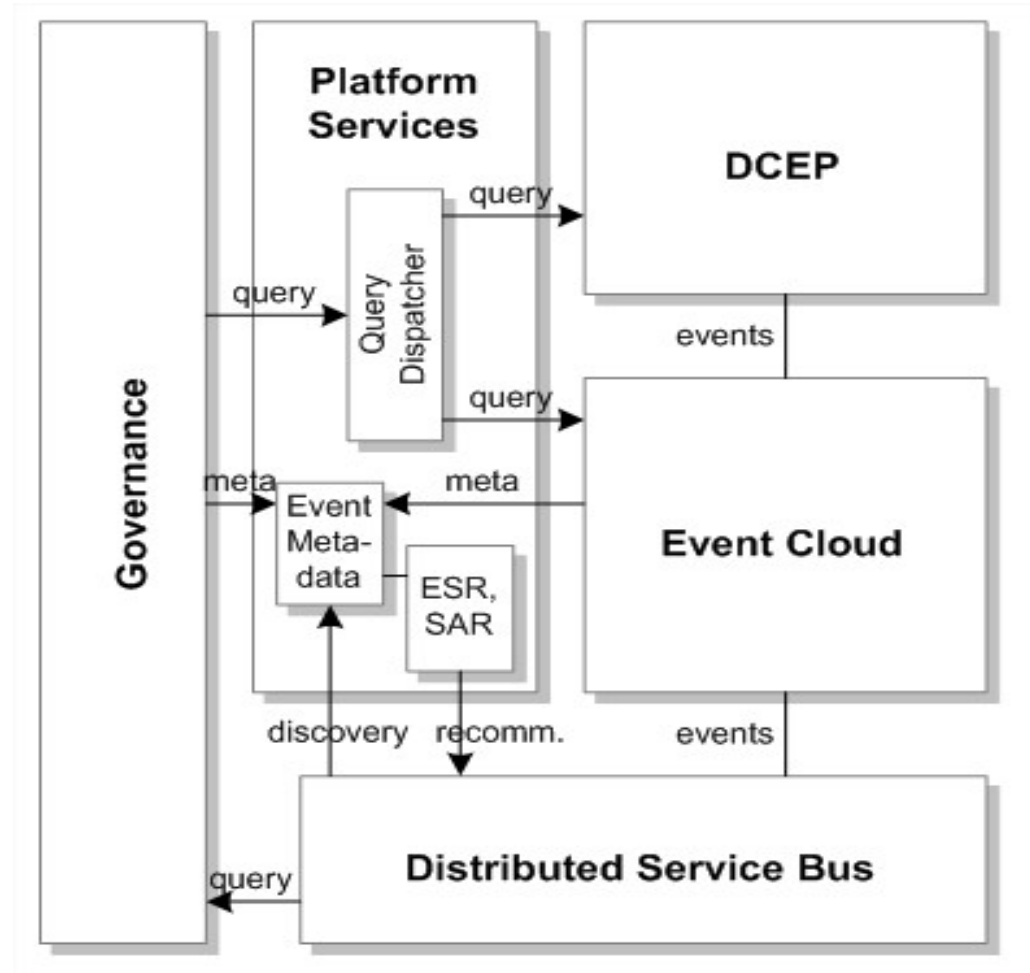 Platform
Services
DCEP
query
Query
Dispatcher
query
events
query
Governance
meta
meta
Event
Meta-
data
ESR,
SAR
Event Cloud
discovery
recomm.
events
Distributed Service Bus
query